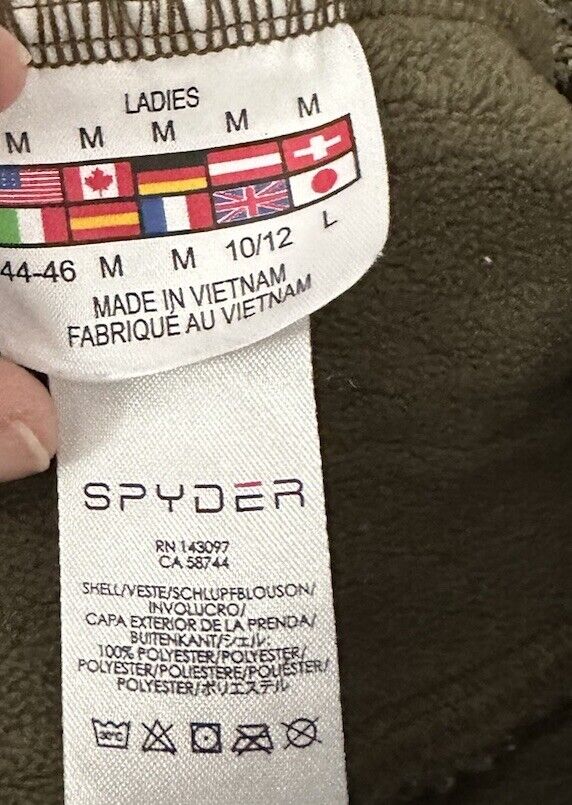 LADIES
M M M M M
44-46 M M 10/12 L
MADE IN VIETNAM
FABRIQUÉ AU VIETNAM
SPYDER
RN 143097
CA 58744
SHELL/VESTE/SCHLUPFBLOUSON/
INVOLUCRO/
CAPA EXTERIOR DE LA PRENDA/
BUITENKANT/シェル:
100% POLYESTER/POLYESTER/
POLYESTER/POLIESTERE/POLIÉSTER/
POLYESTER/ポリエステル
30°C